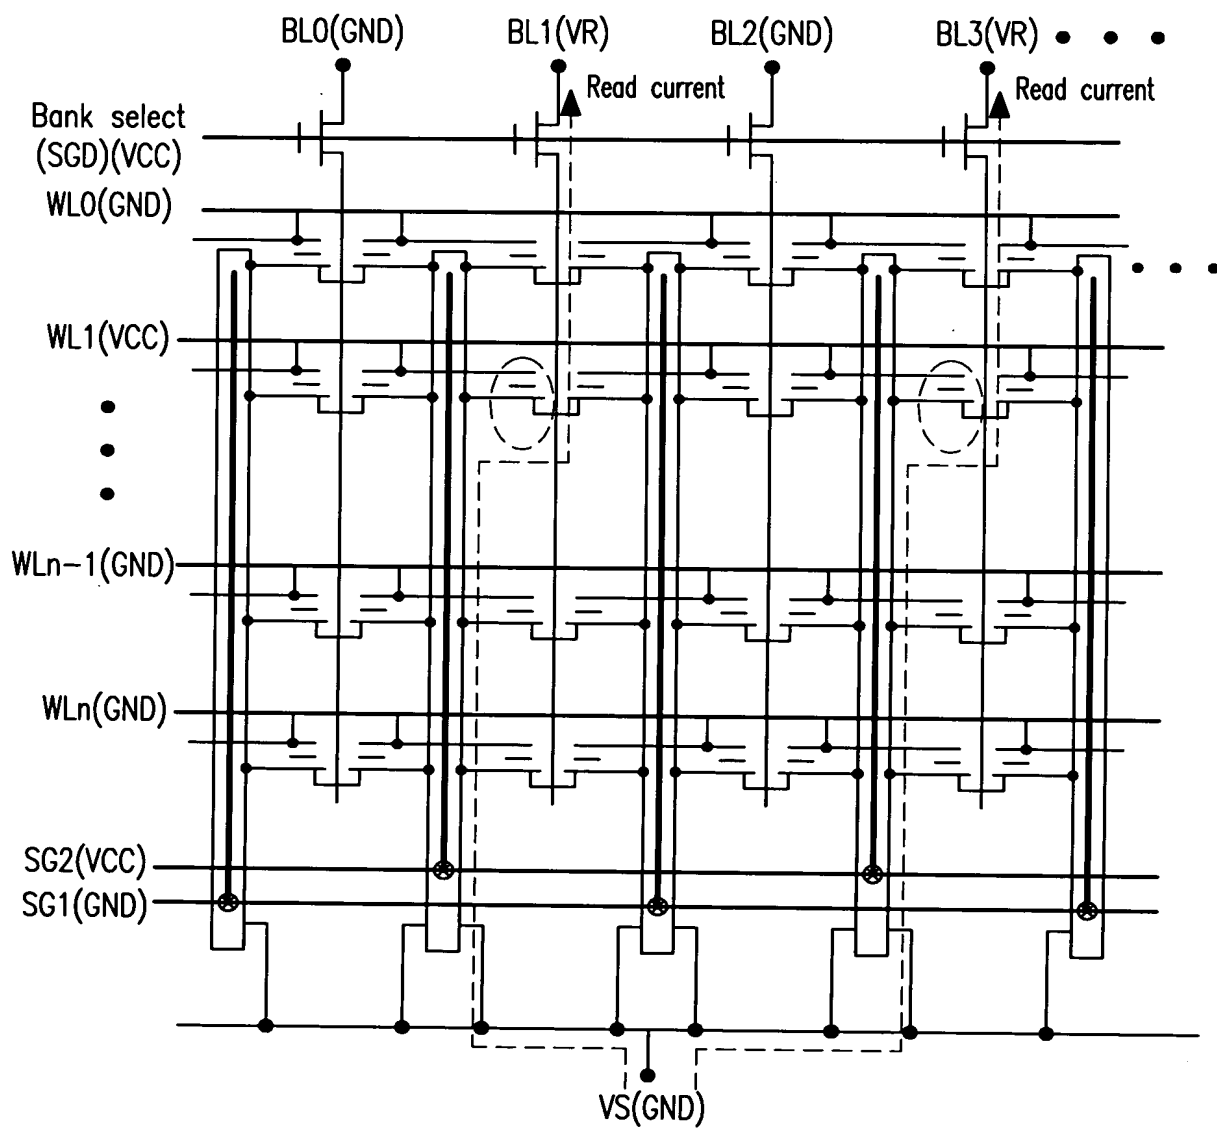 BL0(GND)
BL1(VR)
BL2(GND)
BL3(VR)
Read current
Read current
Bank select
(SGD)(VCC)
WL0(GND)
WL1(VCC)
WLn-1(GND)
WLn(GND)
SG2(VCC)
SG1(GND)
VS(GND)